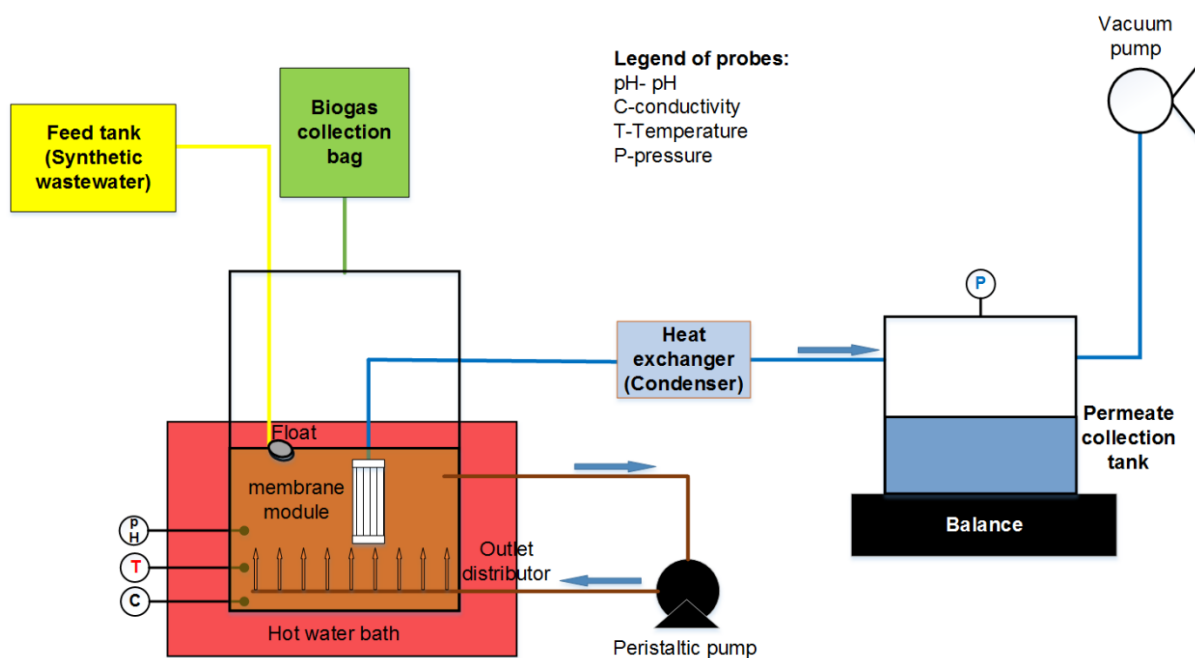 Vacuum
pump
Legend of probes:
pH- pH
C-conductivity
T-Temperature
P-pressure
Biogas
collection
bag
Feed tank
(Synthetic
wastewater)
P
Heat
exchanger
(Condenser)
Permeate
collection
tank
Float
membrane
module
pH
T
C
Outlet
distributor
Balance
Hot water bath
Peristaltic pump